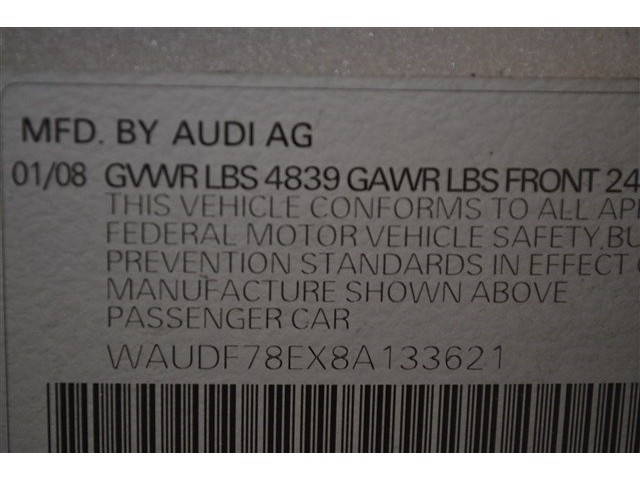 MFD. BY AUDI AG
01/08 GVWR LBS 4839 GAWR LBS FRONT 24
THIS VEHICLE CONFORMS TO ALL AP
FEDERAL MOTOR VEHICLE SAFETY, BU
PREVENTION STANDARDS IN EFFECT
MANUFACTURE SHOWN ABOVE
PASSENGER CAR
WAUDF78EX8A133621